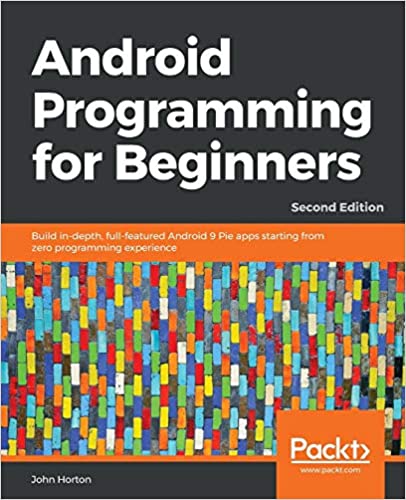 Android
Programming
for Beginners
Second Edition
Build in-depth, full-featured Android 9 Pie apps starting from
zero programming experience
Packt>
www.packt.com
John Horton